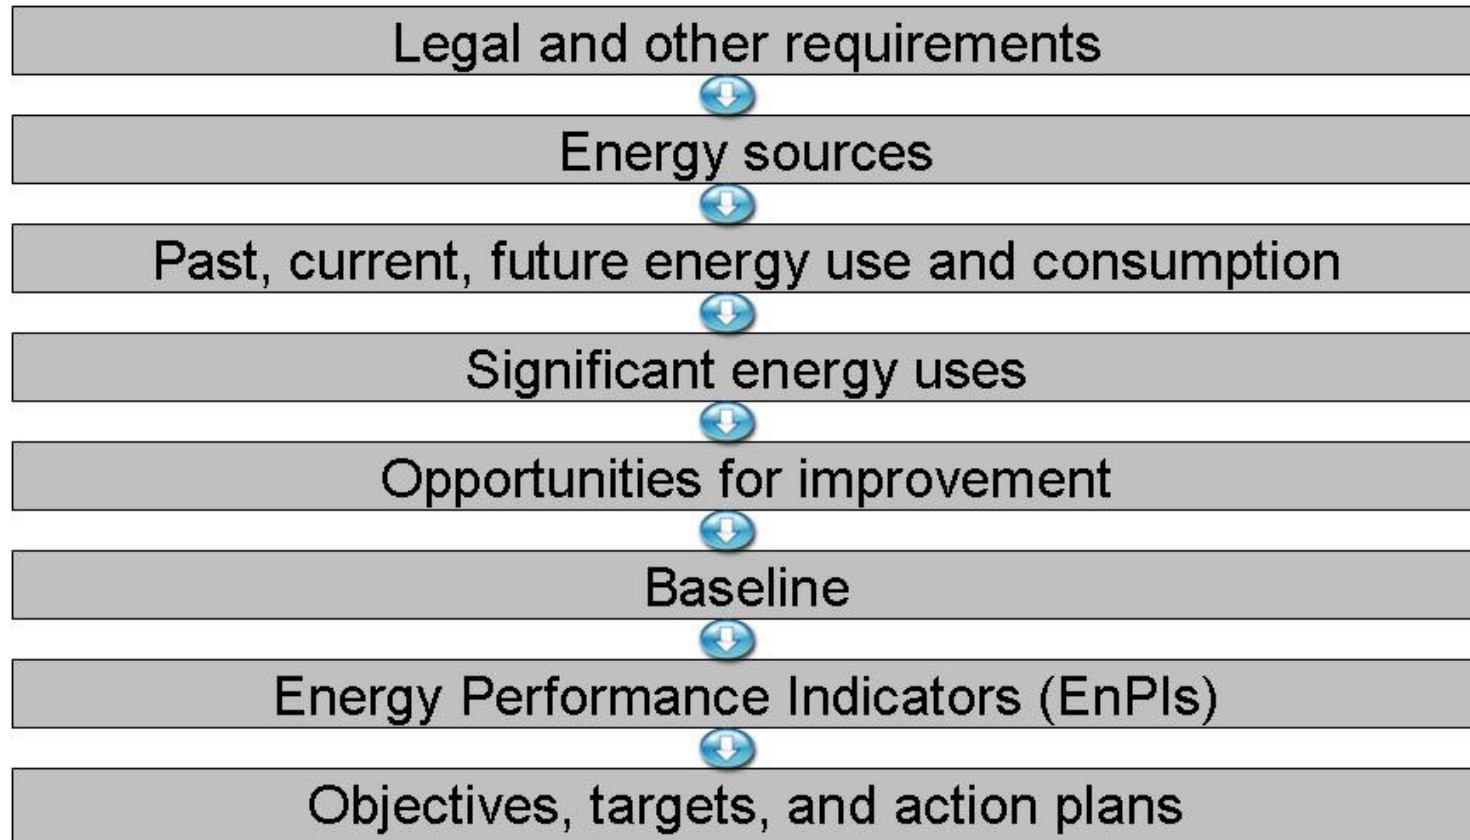 Legal and other requirements
Energy sources
Past, current, future energy use and consumption
Significant energy uses
Opportunities for improvement
Baseline
Energy Performance Indicators (EnPIs)
Objectives, targets, and action plans